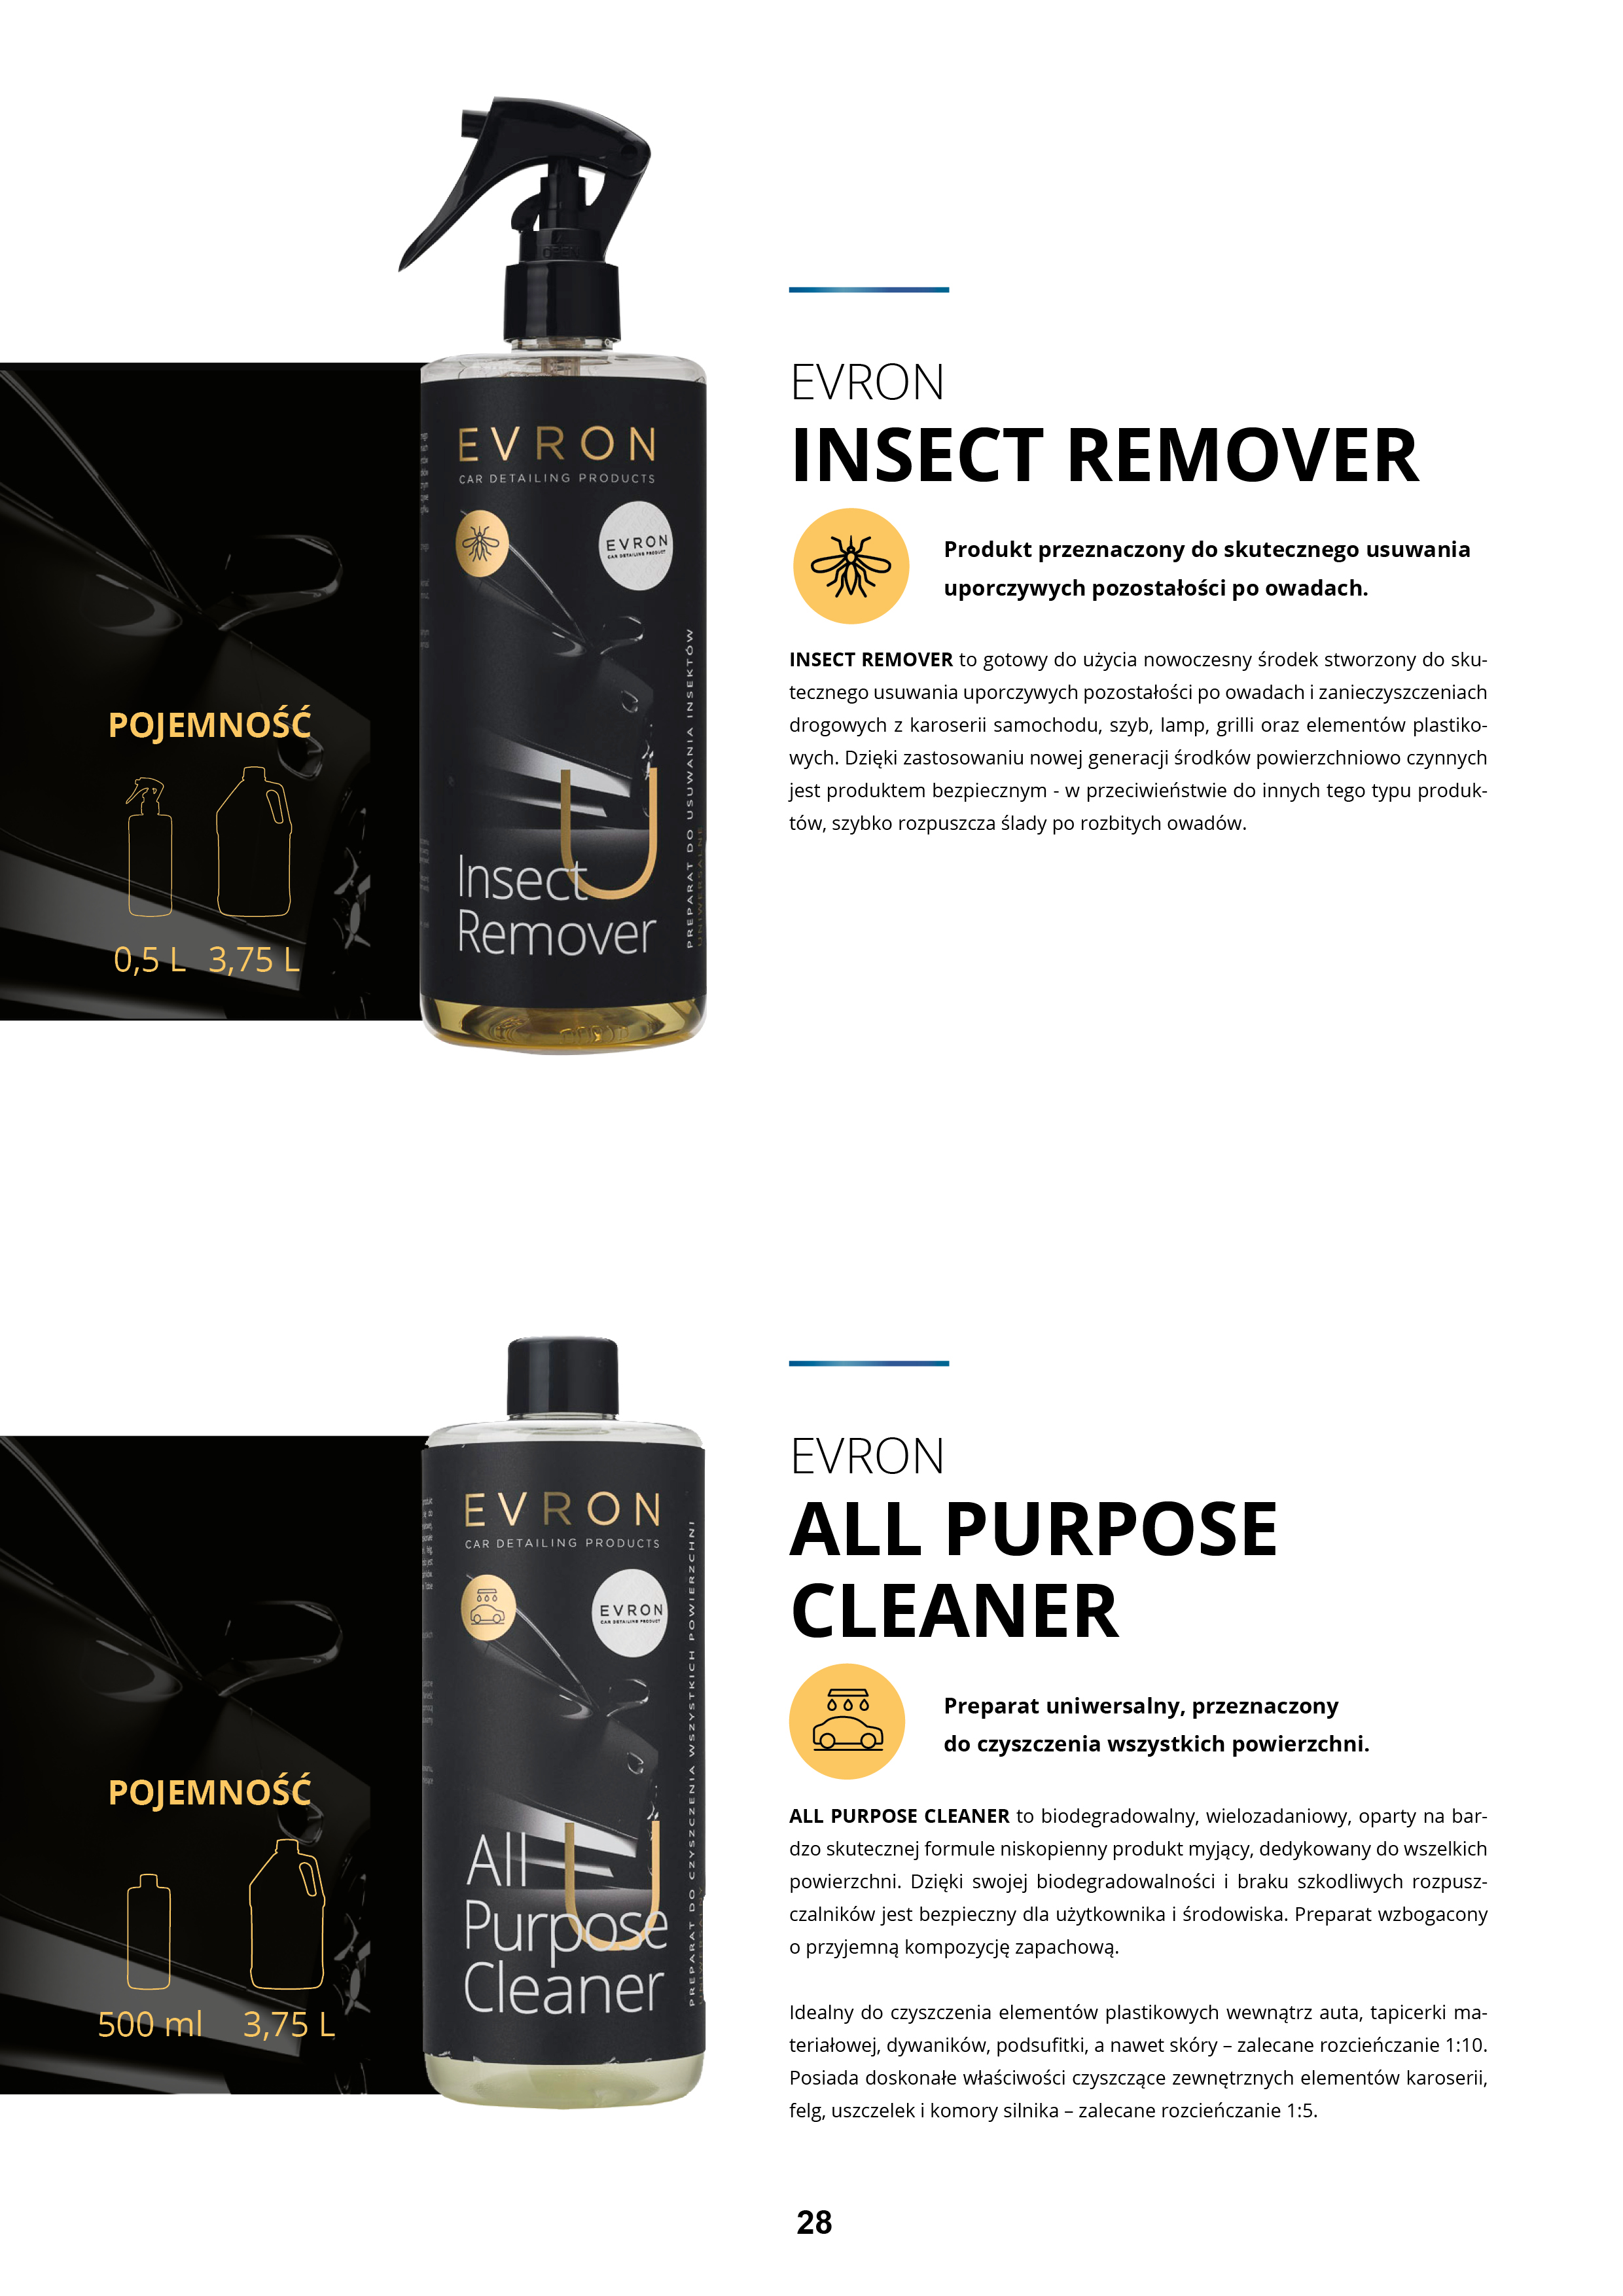 EVRON
INSECT REMOVER
Produkt przeznaczony do skutecznego usuwania
uporczywych pozostałości po owadach.
INSECT REMOVER to gotowy do użycia nowoczesny środek stworzony do sku-
tecznego usuwania uporczywych pozostałości po owadach i zanieczyszczeniach
drogowych z karoserii samochodu, szyb, lamp, grilli oraz elementów plastiko-
wych. Dzięki zastosowaniu nowej generacji środków powierzchniowo czynnych
jest produktem bezpiecznym - w przeciwieństwie do innych tego typu produk-
tów, szybko rozpuszcza ślady po rozbitych owadów.
POJEMNOŚĆ
0,5 L 3,75 L
OPEN
EVRON
CAR DETAILING PRODUCTS
EVRON
CAR DETAILING PRODUCT
Insect
Remover
PREPARAT DO USUWANIA INSEKTÓW
UNIWERSALNE
EVRON
ALL PURPOSE
CLEANER
Preparat uniwersalny, przeznaczony
do czyszczenia wszystkich powierzchni.
ALL PURPOSE CLEANER to biodegradowalny, wielozadaniowy, oparty na bar-
dzo skutecznej formule niskopienny produkt myjący, dedykowany do wszelkich
powierzchni. Dzięki swojej biodegradowalności i braku szkodliwych rozpusz-
czalników jest bezpieczny dla użytkownika i środowiska. Preparat wzbogacony
o przyjemną kompozycję zapachową.
Idealny do czyszczenia elementów plastikowych wewnątrz auta, tapicerki ma-
teriałowej, dywaników, podsufitki, a nawet skóry – zalecane rozcieńczanie 1:10.
Posiada doskonałe właściwości czyszczące zewnętrznych elementów karoserii,
felg, uszczelek i komory silnika – zalecane rozcieńczanie 1:5.
POJEMNOŚĆ
500 ml 3,75 L
EVRON
CAR DETAILING PRODUCTS
EVRON
CAR DETAILING PRODUCT
All
Purpose
Cleaner
PREPARAT DO CZYSZCZENIA WSZYSTKICH POWIERZCHNI
28